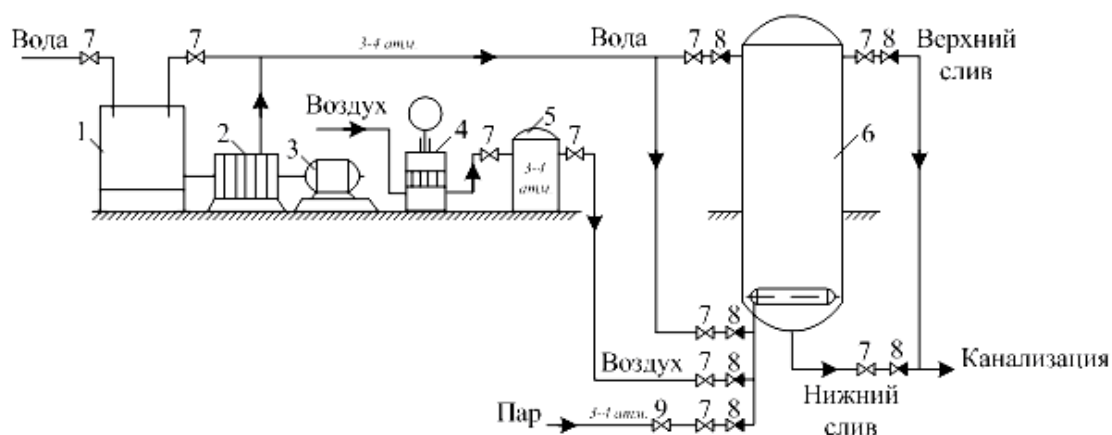 Вода 7
7
3-4 атм.
Вода 7 8
7 8 Верхний
слив
1
2
3
Воздух
4
7
5
7
3-4
атм.
6
7 8
Воздух 7 8
7 8 Канализация
Нижний
слив
Пар 3-4 атм. 9 7 8